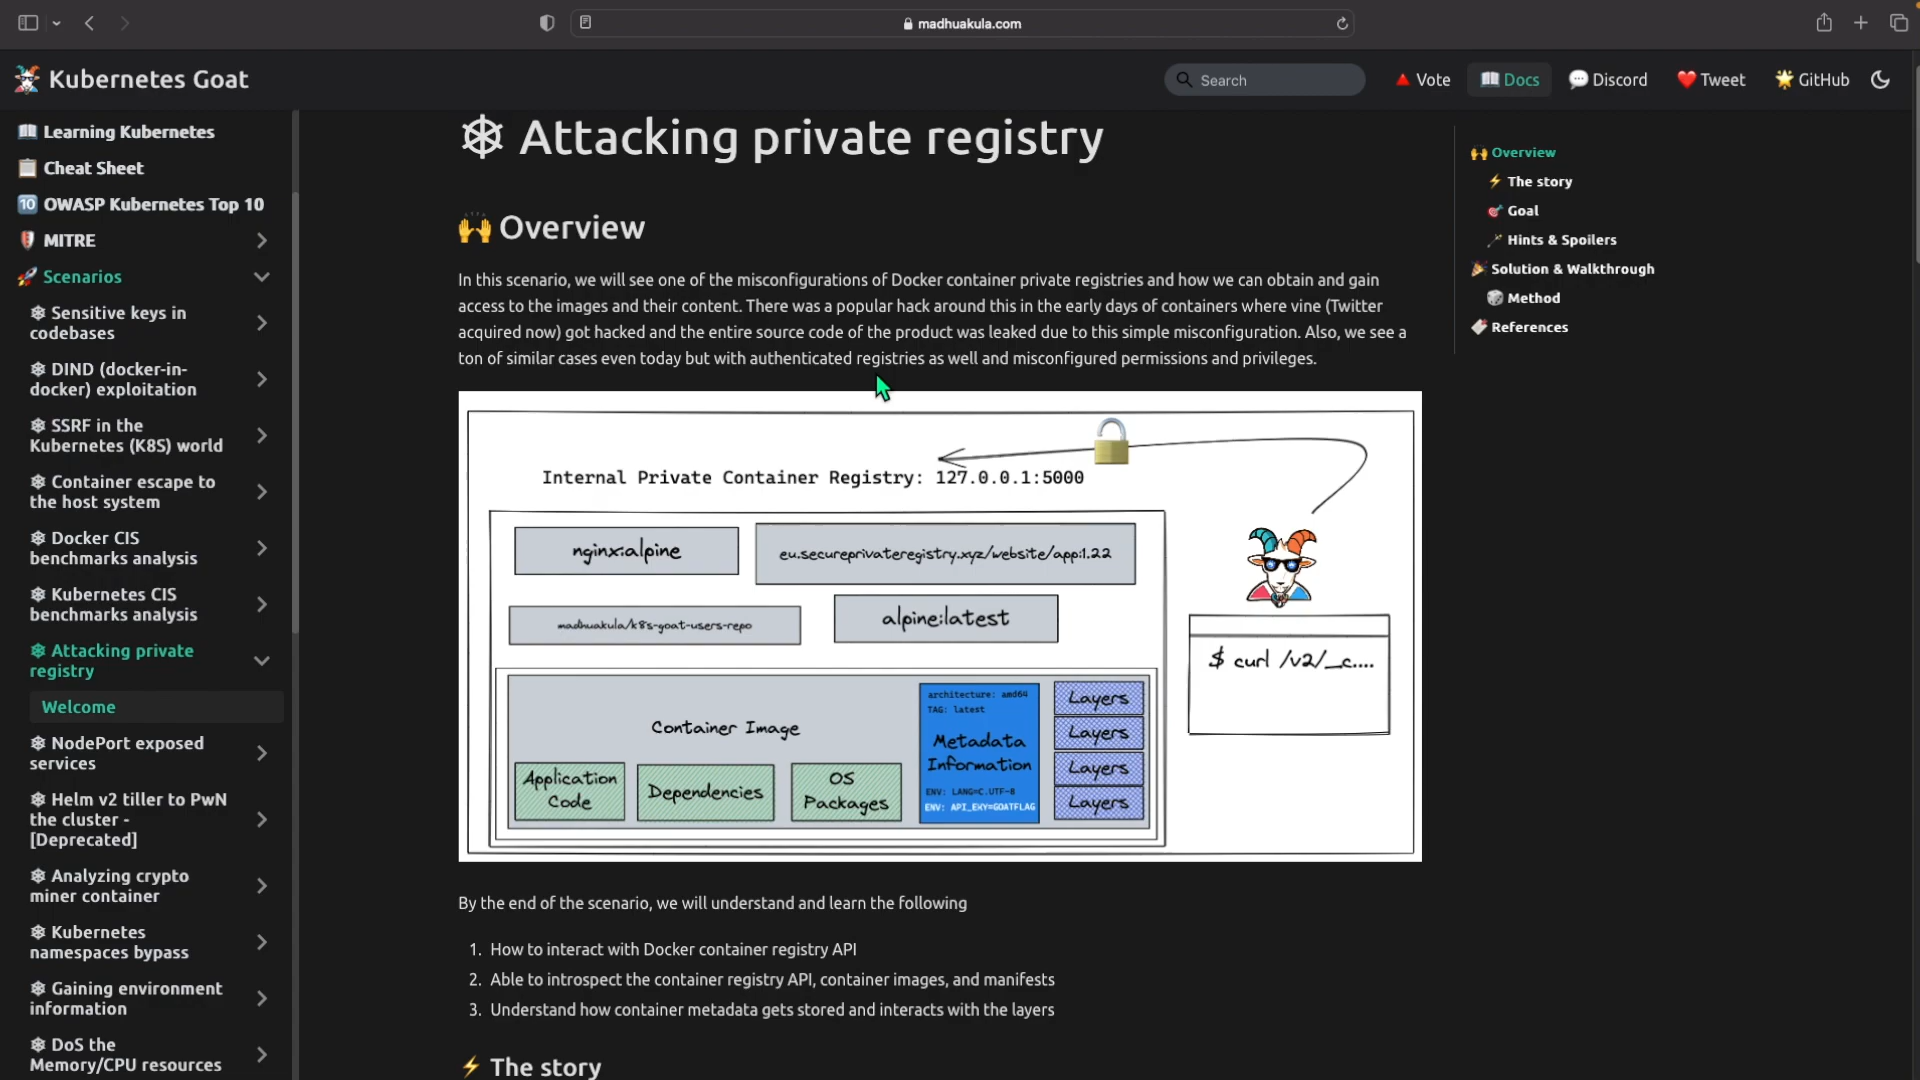 madhuakula.com
Kubernetes Goat
Search
Vote
Docs
Discord
Tweet
GitHub
Learning Kubernetes
Cheat Sheet
OWASP Kubernetes Top 10
MITRE
Scenarios
Sensitive keys in
codebases
DIND (docker-in-
docker) exploitation
SSRF in the
Kubernetes (K8S) world
Container escape to
the host system
Docker CIS
benchmarks analysis
Kubernetes CIS
benchmarks analysis
Attacking private
registry
Welcome
NodePort exposed
services
Helm v2 tiller to PwN
the cluster -
[Deprecated]
Analyzing crypto
miner container
Kubernetes
namespaces bypass
Gaining environment
information
DoS the
Memory/CPU resources
Attacking private registry
Overview
In this scenario, we will see one of the misconfigurations of Docker container private registries and how we can obtain and gain
access to the images and their content. There was a popular hack around this in the early days of containers where vine (Twitter
acquired now) got hacked and the entire source code of the product was leaked due to this simple misconfiguration. Also, we see a
ton of similar cases even today but with authenticated registries as well and misconfigured permissions and privileges.
Internal Private Container Registry: 127.0.0.1:5000
nginx:alpine
eu.secureprivateregistry.xyz/website/app:1.22
madhuakula/k8s-goat-users-repo
alpine:latest
$ curl /v2/_c....
Container Image
Application
Code
Dependencies
OS
Packages
architecture: amd64
TAG: latest
Metadata
Information
ENV: LANG=C.UTF-8
ENV: API_EKY=GOATFLAG
Layers
Layers
Layers
Layers
By the end of the scenario, we will understand and learn the following
1. How to interact with Docker container registry API
2. Able to introspect the container registry API, container images, and manifests
3. Understand how container metadata gets stored and interacts with the layers
The story
Overview
The story
Goal
Hints & Spoilers
Solution & Walkthrough
Method
References